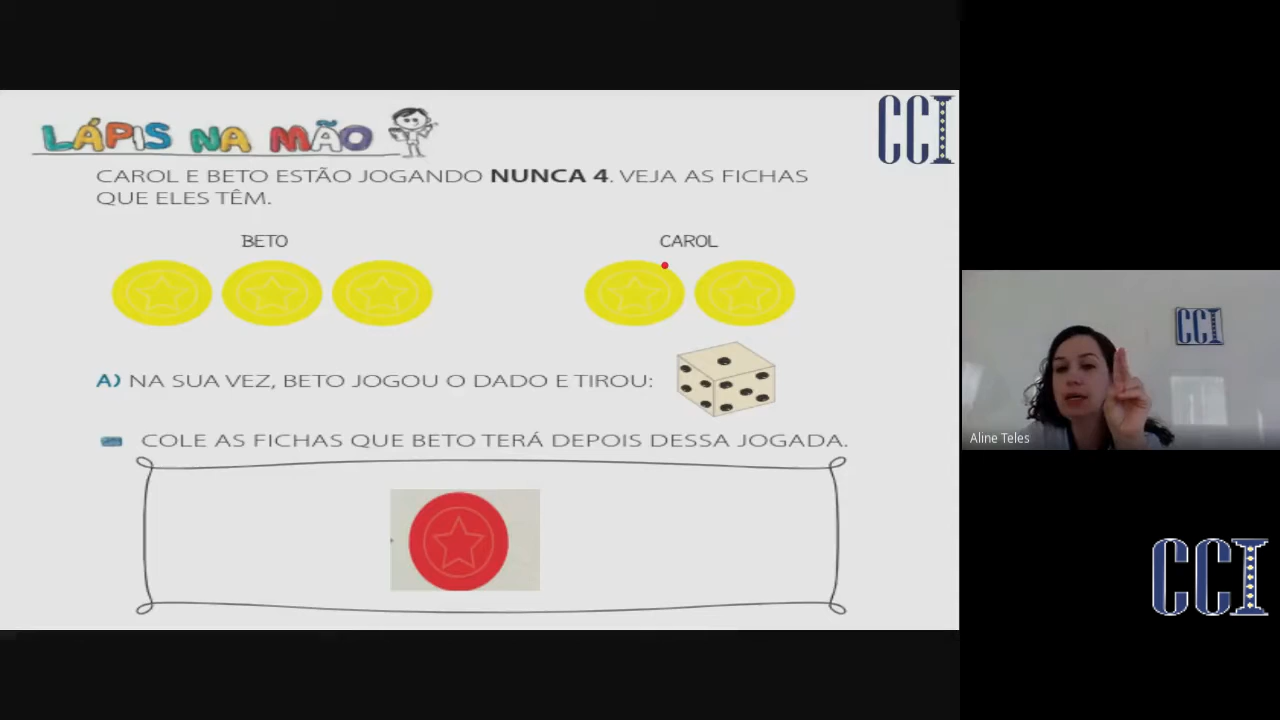 CCI
LÁPIS NA MÃO
CAROL E BETO ESTÃO JOGANDO NUNCA 4. VEJA AS FICHAS
QUE ELES TÊM.
BETO
CAROL
A) NA SUA VEZ, BETO JOGOU O DADO E TIROU:
COLE AS FICHAS QUE BETO TERÁ DEPOIS DESSA JOGADA.
CCI
Aline Teles
CCI